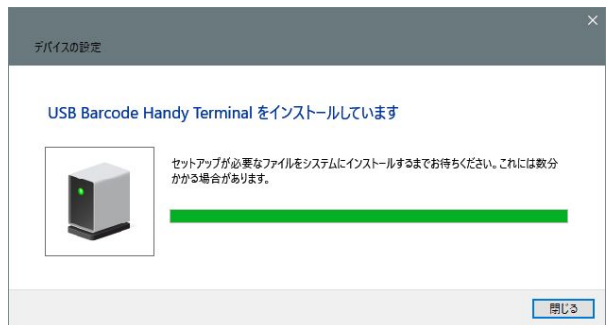 デバイスの設定
USB Barcode Handy Terminal をインストールしています
セットアップが必要なファイルをシステムにインストールするまでお待ちください。これには数分
かかる場合があります。
閉じる